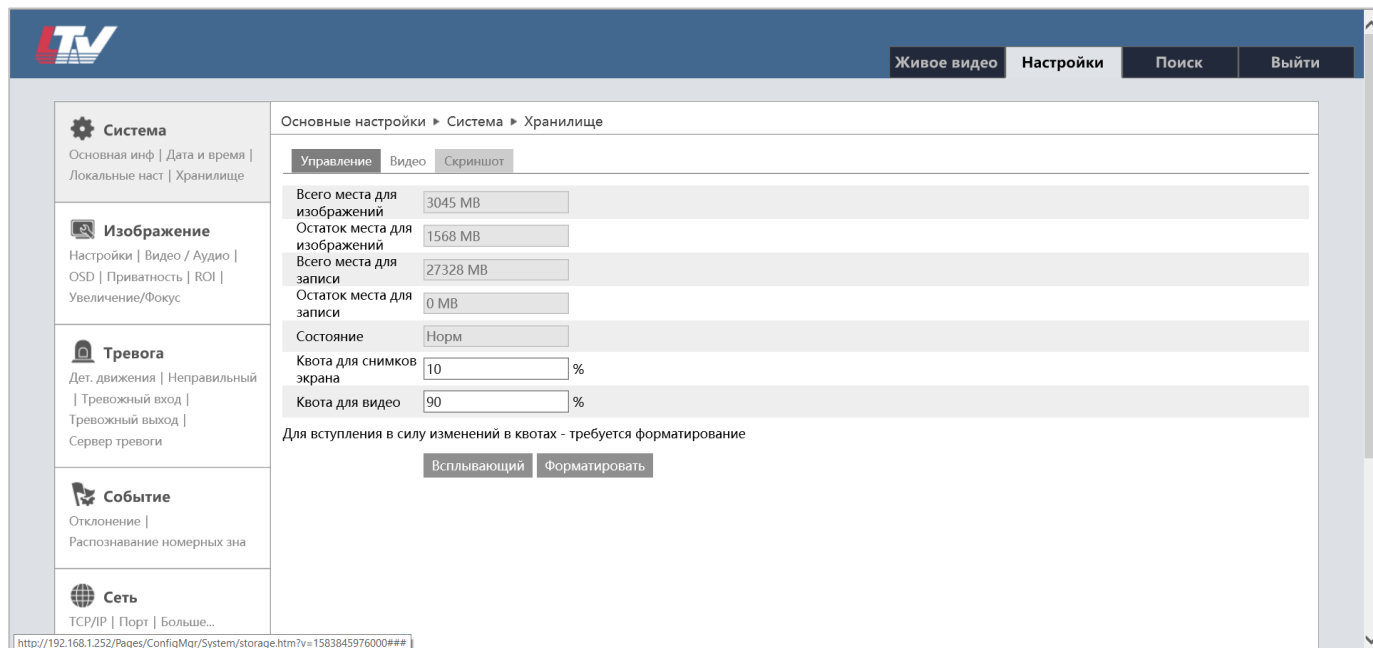 LTV
Живое видео
Настройки
Поиск
Выйти
Система
Основная инф | Дата и время |
Локальные наст | Хранилище
Изображение
Настройки | Видео / Аудио |
OSD | Приватность | ROI |
Увеличение/Фокус
Тревога
Дет. движения | Неправильный
| Тревожный вход |
Тревожный выход |
Сервер тревоги
Событие
Отклонение |
Распознавание номерных зна
Сеть
TCP/IP | Порт | Больше...
Основные настройки ▶ Система ▶ Хранилище
Управление Видео Скриншот
Всего места для
изображений
3045 MB
Остаток места для
изображений
1568 MB
Всего места для
записи
27328 MB
Остаток места для
записи
0 MB
Состояние
Норм
Квота для снимков
экрана
10 %
Квота для видео
90 %
Для вступления в силу изменений в квотах - требуется форматирование
Всплывающий Форматировать
http://192.168.1.252/Pages/ConfigMgr/System/storage.htm?v=1583845976000###